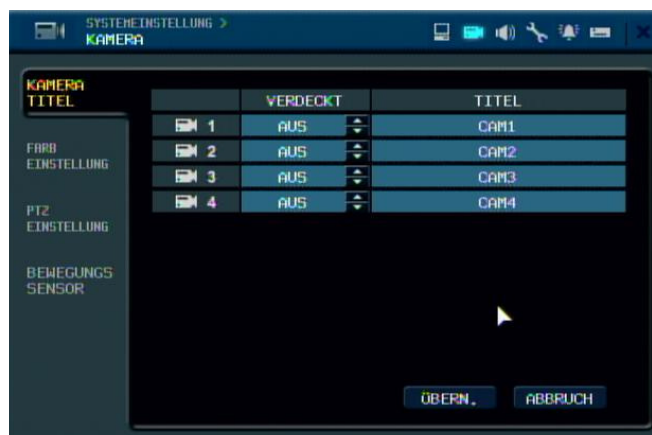 SYSTEMEINSTELLUNG >
KAMERA
KAMERA
TITEL
FARB
EINSTELLUNG
PTZ
EINSTELLUNG
BEWEGUNGS
SENSOR
VERDECKT TITEL
1 AUS CAM1
2 AUS CAM2
3 AUS CAM3
4 AUS CAM4
ÜBERN. ABBRUCH